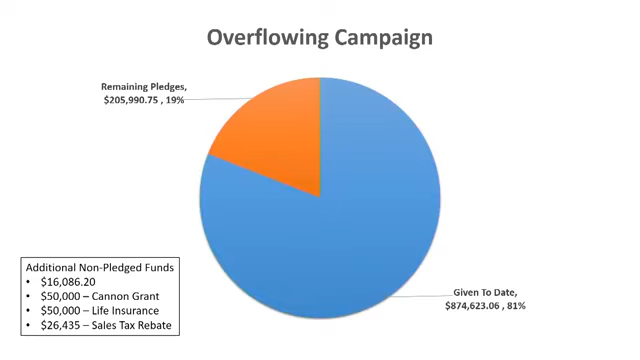 Overflowing Campaign
Remaining Pledges,
$205,990.75 , 19%
Given To Date,
$874,623.06 , 81%
Additional Non-Pledged Funds
• $16,086.20
• $50,000 – Cannon Grant
• $50,000 – Life Insurance
• $26,435 – Sales Tax Rebate